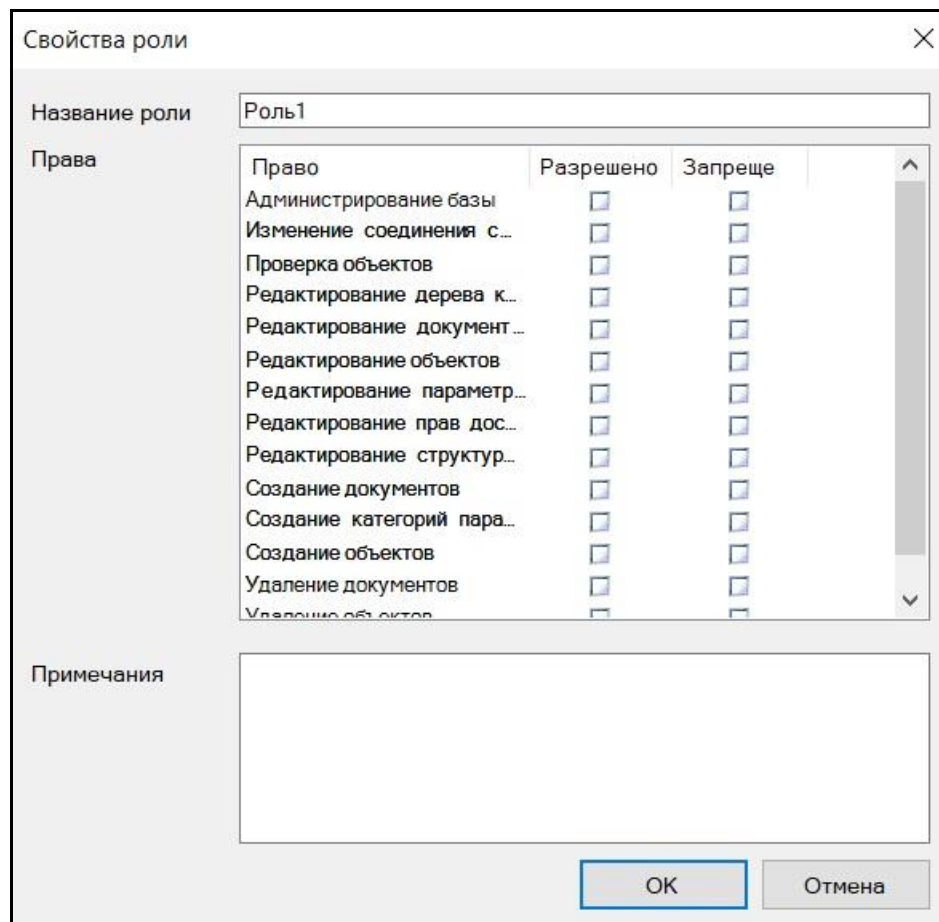 Свойства роли
Название роли Роль1
Права
Право Разрешено Запреще
Администрирование базы
Изменение соединения с...
Проверка объектов
Редактирование дерева к...
Редактирование документ...
Редактирование объектов
Редактирование параметр...
Редактирование прав дос...
Редактирование структур...
Создание документов
Создание категорий пара...
Создание объектов
Удаление документов
Удаление объектов
Примечания
OK Отмена